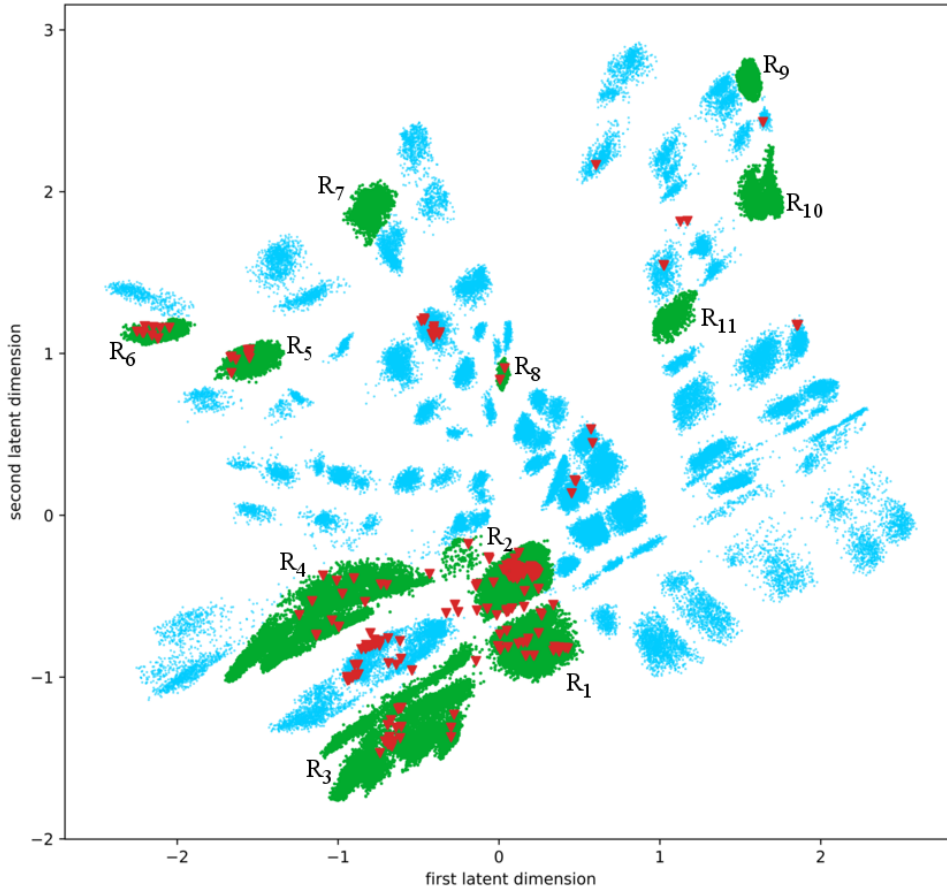 3
R9
R7
2
R10
R11
R6
R5
R8
1
0
R2
R4
R1
−1
R3
−2
−2
−1
0
1
2
first latent dimension
second latent dimension